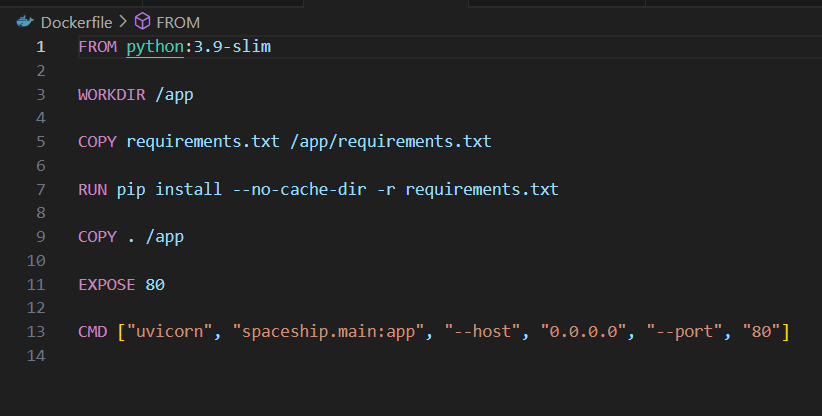 Dockerfile > FROM
1 FROM python:3.9-slim
2
3 WORKDIR /app
4
5 COPY requirements.txt /app/requirements.txt
6
7 RUN pip install --no-cache-dir -r requirements.txt
8
9 COPY . /app
10
11 EXPOSE 80
12
13 CMD ["uvicorn", "spaceship.main:app", "--host", "0.0.0.0", "--port", "80"]
14